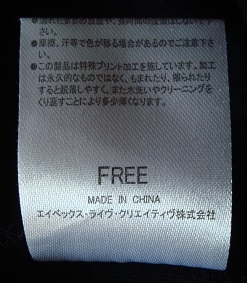 ●摩擦、汗等で色が移る場合があるのでご注意下
さい。
●この製品は特殊プリント加工を施しています。加工
は永久的なものではなく、もまれたり、擦られたり
すると脱落しやすく、また水洗いやクリーニングを
くり返すことにより多少薄くなります。
FREE
MADE IN CHINA
エイベックス・ライヴ・クリエイティヴ株式会社